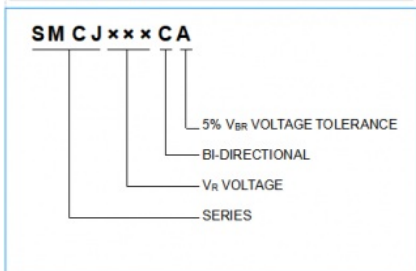 SMCJ×××CA
5% VBR VOLTAGE TOLERANCE
BI-DIRECTIONAL
VR VOLTAGE
SERIES